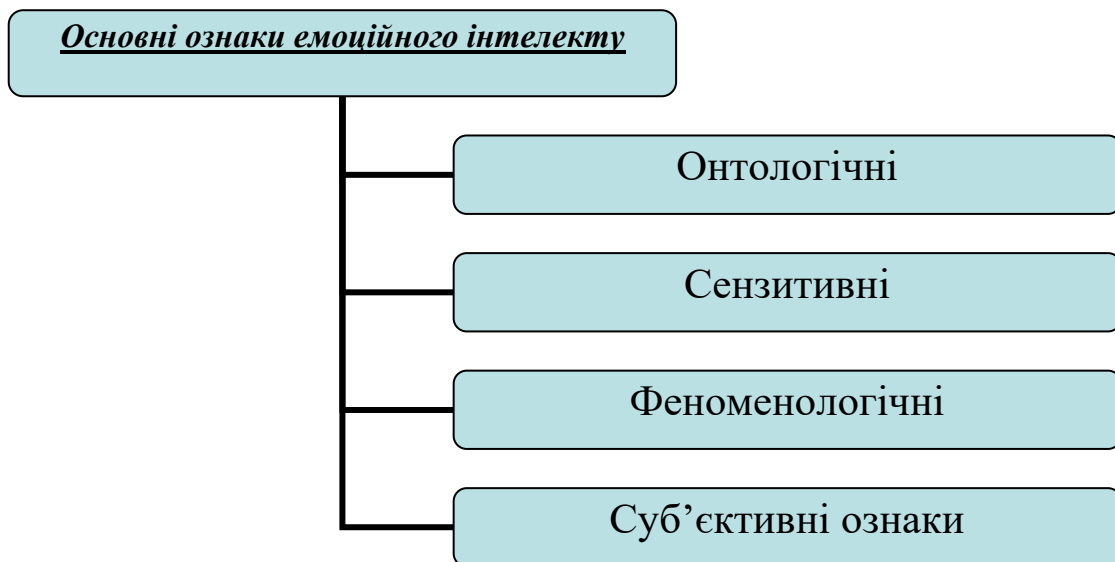 Основні ознаки емоційного інтелекту
Онтологічні
Сензитивні
Феноменологічні
Суб’єктивні ознаки